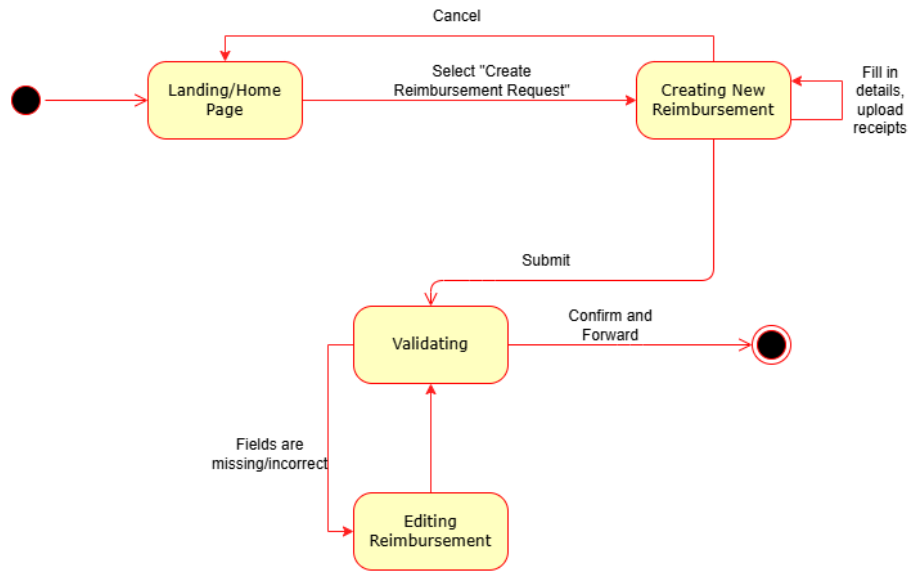 Cancel
Landing/Home
Page
Select "Create
Reimbursement Request"
Creating New
Reimbursement
Fill in
details,
upload
receipts
Submit
Validating
Confirm and
Forward
Fields are
missing/incorrect
Editing
Reimbursement